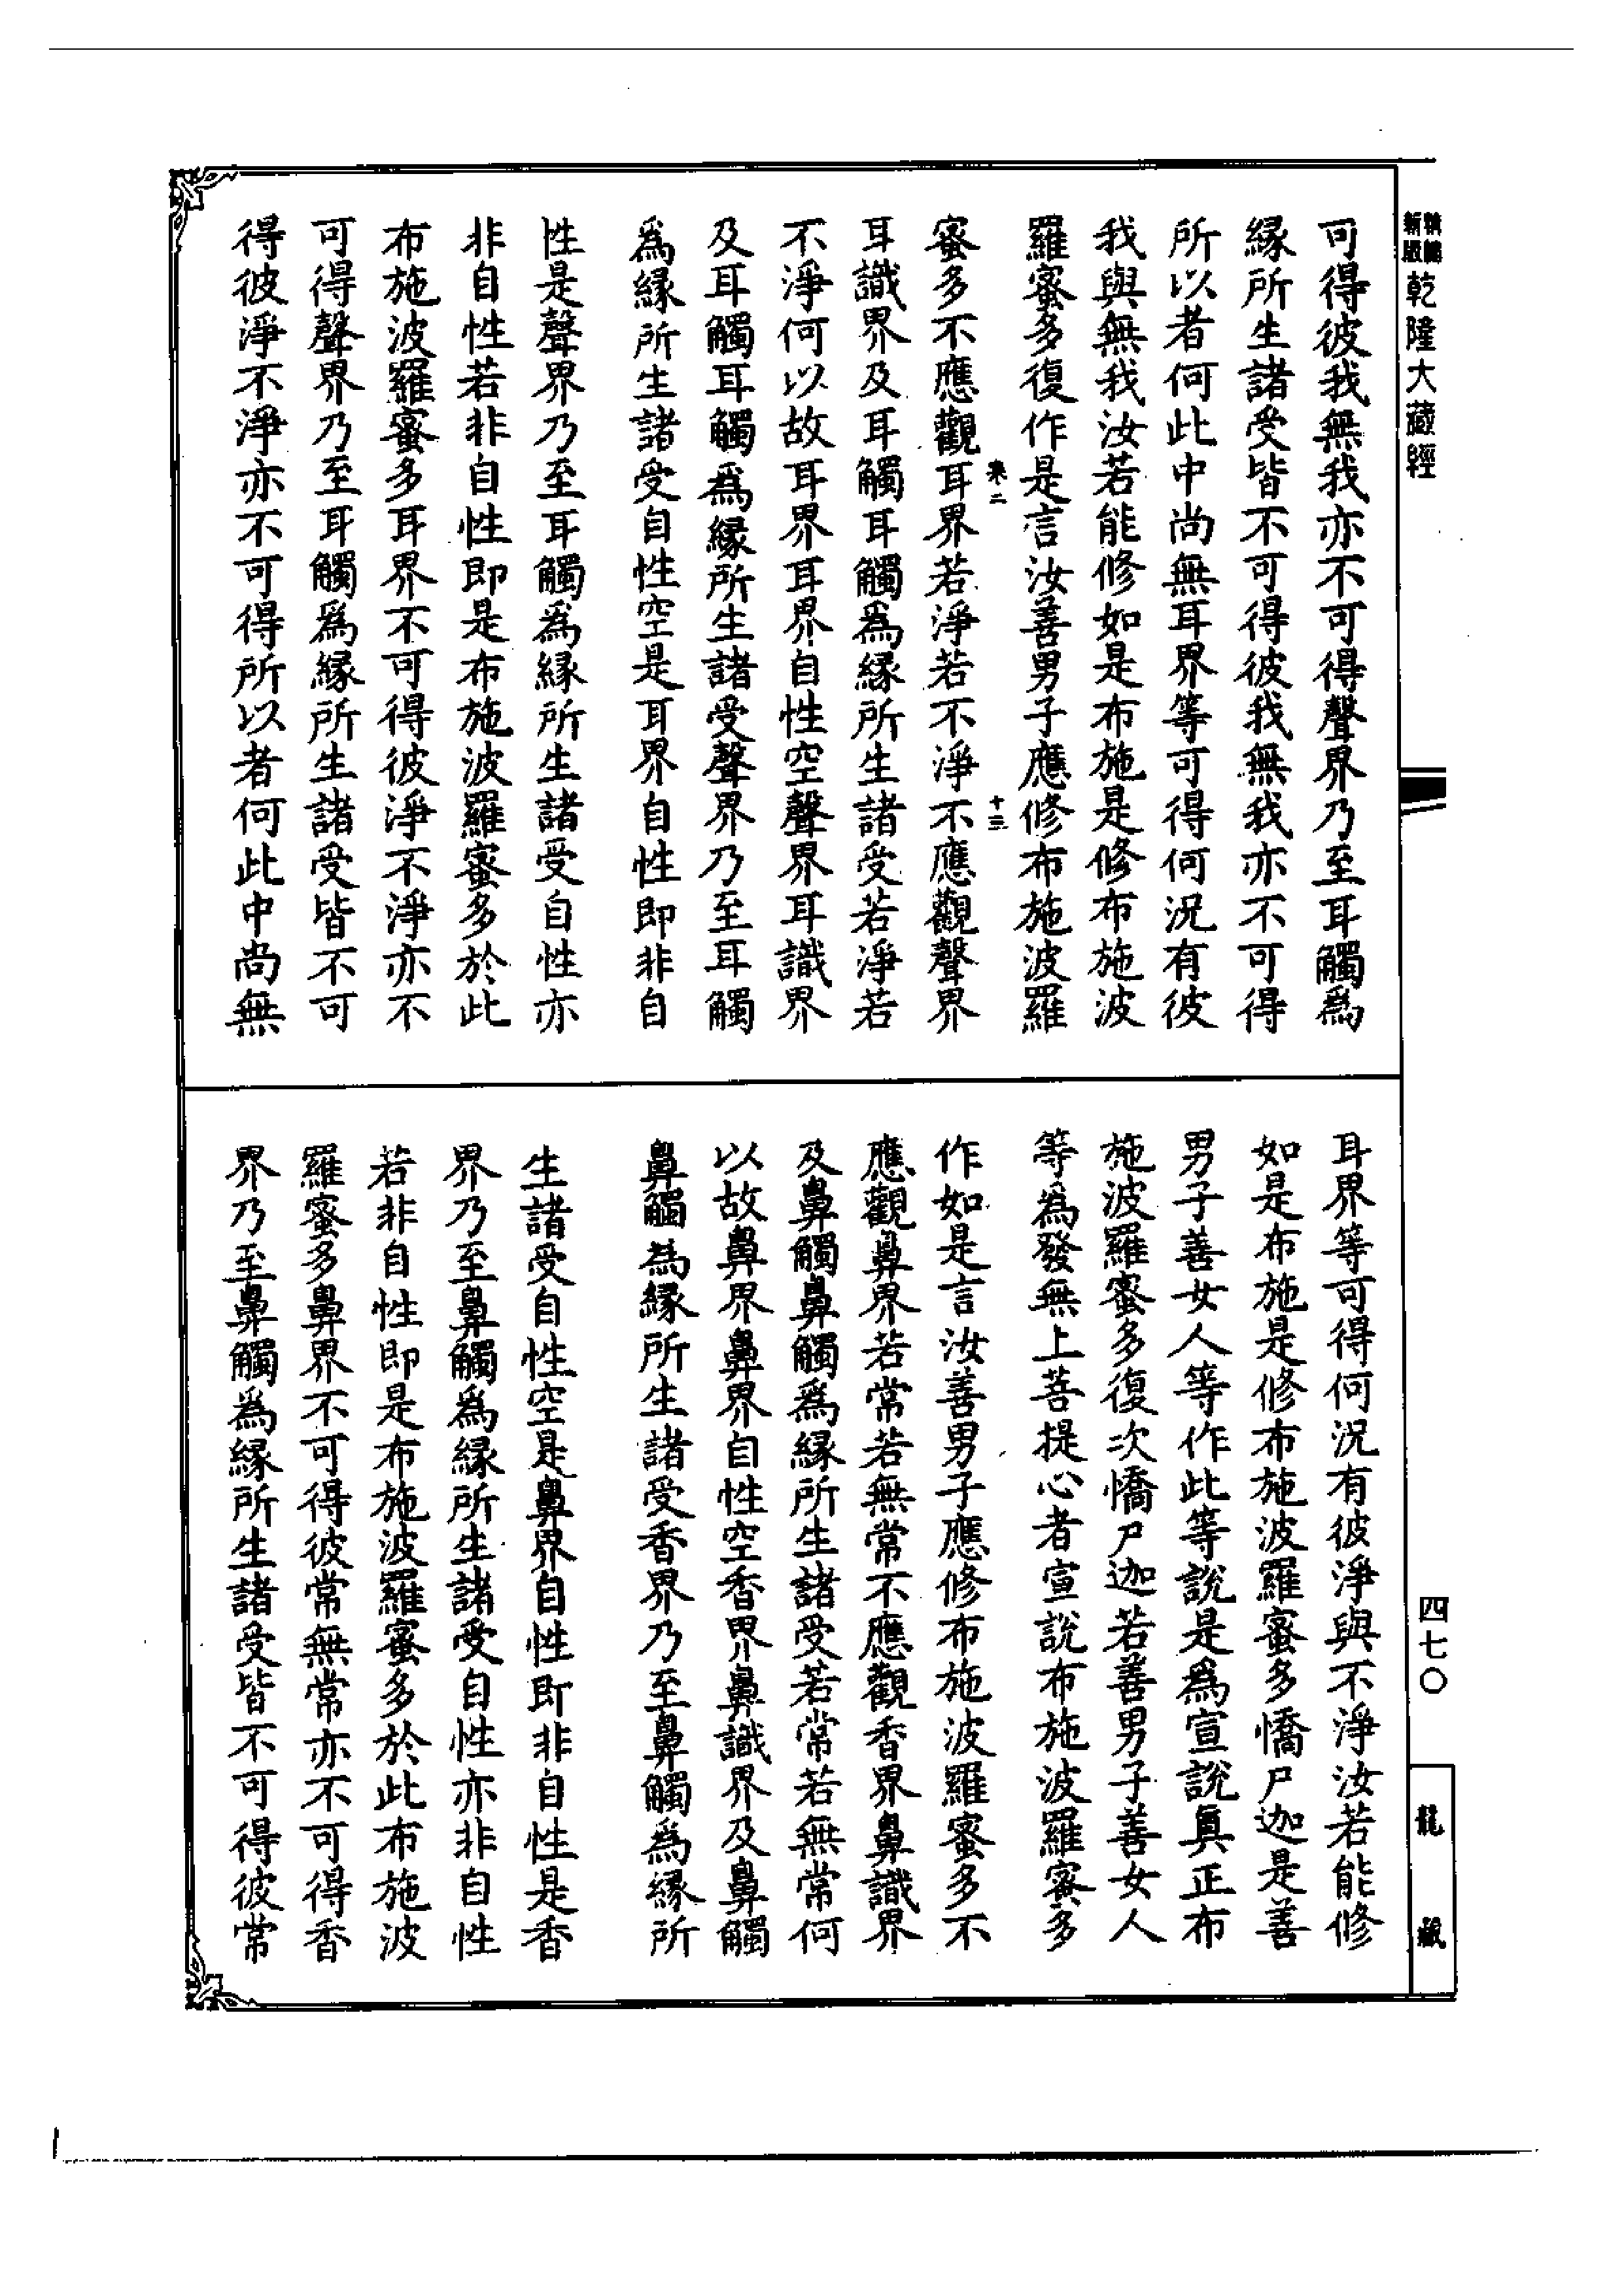 新編
新版
乾隆大藏經
可得彼我無我亦不可得聲界乃至耳觸爲
縁所生諸受皆不可得彼我無我亦不可得
所以者何此中尚無耳界等可得何況有彼
我與無我汝若能修如是布施是修布施波
羅蜜多復作是言汝善男子應修布施波羅
卷二
十三
蜜多不應觀耳界若淨若不淨不應觀聲界
耳識界及耳觸耳觸爲縁所生諸受若淨若
不淨何以故耳界耳界自性空聲界耳識界
及耳觸耳觸爲縁所生諸受聲界乃至耳觸
爲縁所生諸受自性空是耳界自性即非自
性是聲界乃至耳觸爲縁所生諸受自性亦
非自性若非自性即是布施波羅蜜多於此
布施波羅蜜多耳界不可得彼淨不淨亦不
可得聲界乃至耳觸爲縁所生諸受皆不可
得彼淨不淨亦不可得所以者何此中尚無
耳界等可得何況有彼淨與不淨汝若能修
如是布施是修布施波羅蜜多憍尸迦是善
男子善女人等作此等說是爲宣說眞正布
施波羅蜜多復次憍尸迦若善男子善女人
等爲發無上菩提心者宣說布施波羅蜜多
作如是言汝善男子應修布施波羅蜜多不
應觀鼻界若常若無常不應觀香界鼻識界
及鼻觸鼻觸爲縁所生諸受若常若無常何
以故鼻界鼻界自性空香界鼻識界及鼻觸
鼻觸爲縁所生諸受香界乃至鼻觸爲縁所
生諸受自性空是鼻界自性即非自性是香
界乃至鼻觸爲縁所生諸受自性亦非自性
若非自性即是布施波羅蜜多於此布施波
羅蜜多鼻界不可得彼常無常亦不可得香
界乃至鼻觸爲縁所生諸受皆不可得彼常
四七〇
龍藏